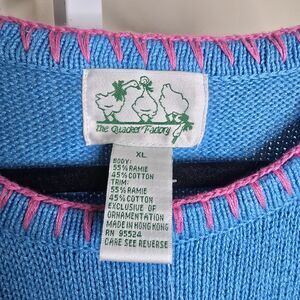 The Quacker Factory
XL
BODY:
55% RAMIE
45% COTTON
TRIM:
55% RAMIE
45% COTTON
EXCLUSIVE OF
ORNAMENTATION
MADE IN HONG KONG
RN 95524
CARE SEE REVERSE